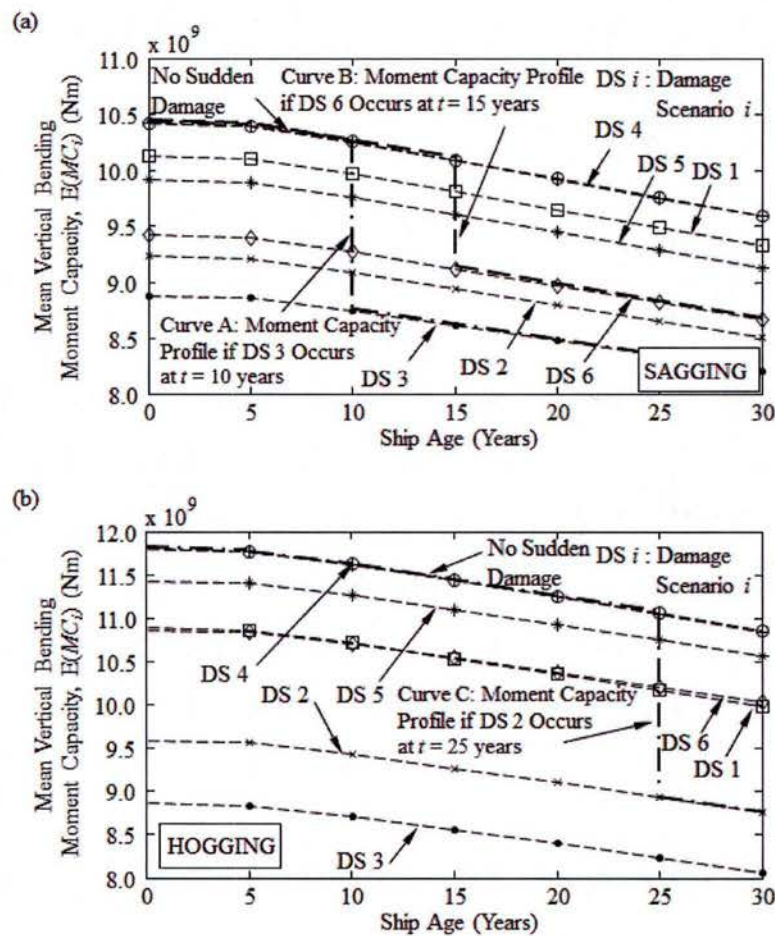 (a)
x 10⁹
11.0
10.5
10.0
9.5
9.0
8.5
8.0
Mean Vertical Bending
Moment Capacity, E(MCᵢ) (Nm)
No Sudden
Damage
Curve B: Moment Capacity Profile
if DS 6 Occurs at t = 15 years
DS i : Damage
Scenario i
DS 4
DS 5
DS 1
Curve A: Moment Capacity
Profile if DS 3 Occurs
at t = 10 years
DS 3
DS 2
DS 6
SAGGING
0 5 10 15 20 25 30
Ship Age (Years)
(b)
x 10⁹
12.0
11.5
11.0
10.5
10.0
9.5
9.0
8.5
8.0
Mean Vertical Bending
Moment Capacity, E(MCᵢ) (Nm)
No Sudden
Damage
DS i : Damage
Scenario i
DS 4
DS 2
DS 5
Curve C: Moment Capacity
Profile if DS 2 Occurs
at t = 25 years
DS 6
DS 1
HOGGING
DS 3
0 5 10 15 20 25 30
Ship Age (Years)